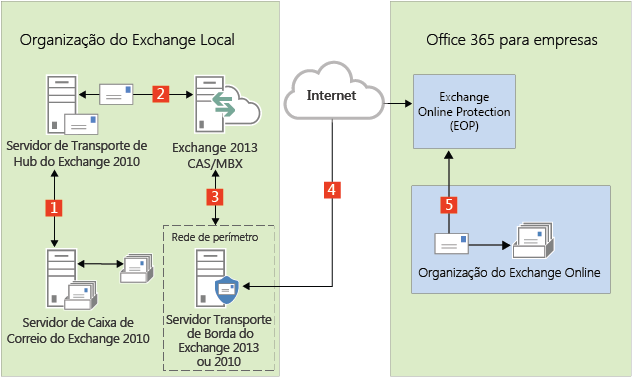 Organização do Exchange Local
Office 365 para empresas
2
Servidor de Transporte de
Hub do Exchange 2010
Exchange 2013
CAS/MBX
Internet
Exchange
Online Protection
(EOP)
1
3
4
5
Rede de perímetro
Servidor de Caixa de
Correio do Exchange 2010
Servidor Transporte
de Borda do
Exchange 2013
ou 2010
Organização do Exchange Online